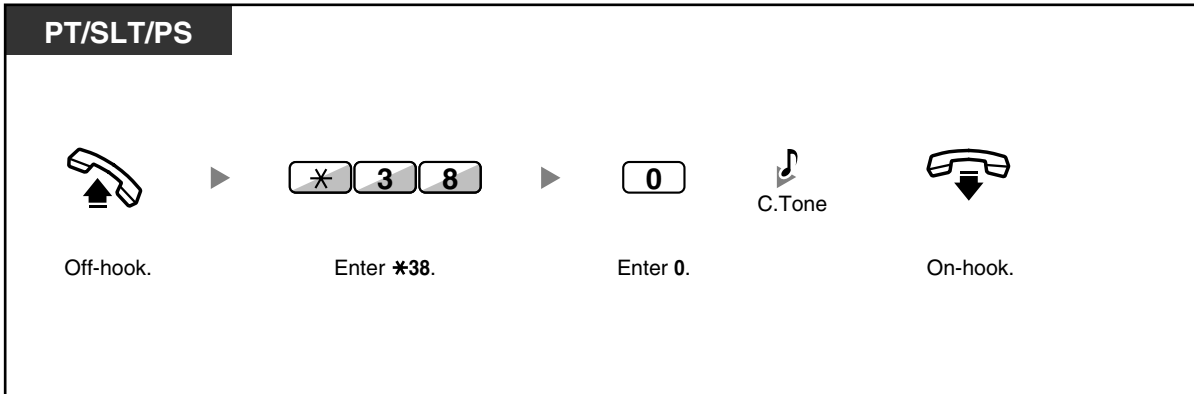 PT/SLT/PS
✳ 3 8 0
C.Tone
Off-hook. Enter ✳38. Enter 0. On-hook.